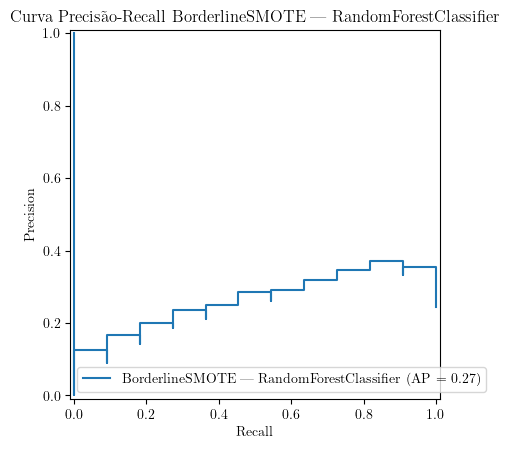 Curva Precisão-Recall BorderlineSMOTE — RandomForestClassifier
1.0
0.8
0.6
0.4
0.2
0.0
Precision
BorderlineSMOTE — RandomForestClassifier (AP = 0.27)
0.0 0.2 0.4 0.6 0.8 1.0
Recall